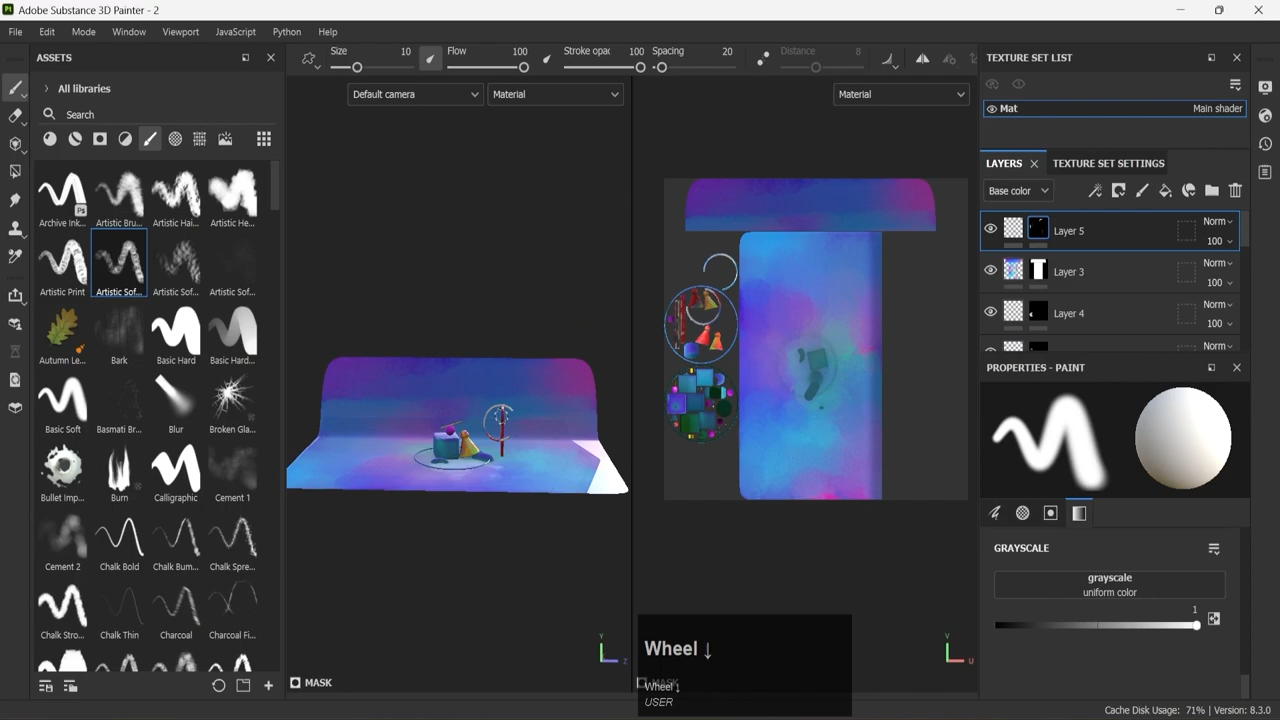 Adobe Substance 3D Painter - 2
File Edit Mode Window Viewport JavaScript Python Help
ASSETS
Size 10 Flow 100 Stroke opac 100 Spacing 20 Distance 8
TEXTURE SET LIST
All libraries
Default camera Material Material
Search
Mat Main shader
LAYERS TEXTURE SET SETTINGS
Base color
Archive Ink... Artistic Bru... Artistic Hai... Artistic He...
Norm
Layer 5
100
Artistic Print Artistic Sof... Artistic Sof... Artistic Sof...
Norm
Layer 3
100
Norm
Layer 4
100
Norm
Autumn Le... Bark Basic Hard Basic Hard...
PROPERTIES - PAINT
Basic Soft Basmati Br... Blur Broken Gla...
Bullet Imp... Burn Calligraphic Cement 1
Cement 2 Chalk Bold Chalk Bum... Chalk Spre...
GRAYSCALE
grayscale
uniform color
1
Chalk Stro... Chalk Thin Charcoal Charcoal Fi...
Y
Z
V
U
Wheel ↓
MASK
MASK
Wheel ↓
USER
Cache Disk Usage: 71% | Version: 8.3.0